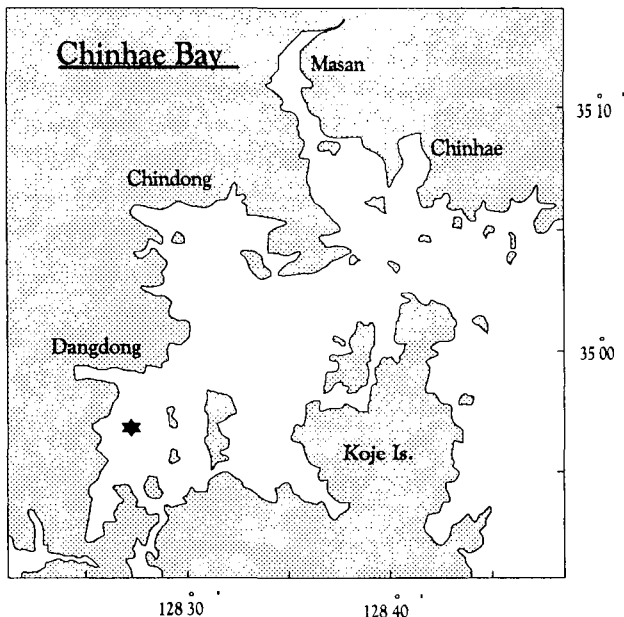 Chinhae Bay
Masan
35° 10'
Chinhae
Chindong
35° 00'
Dangdong
Koje Is.
128° 30'
128° 40'